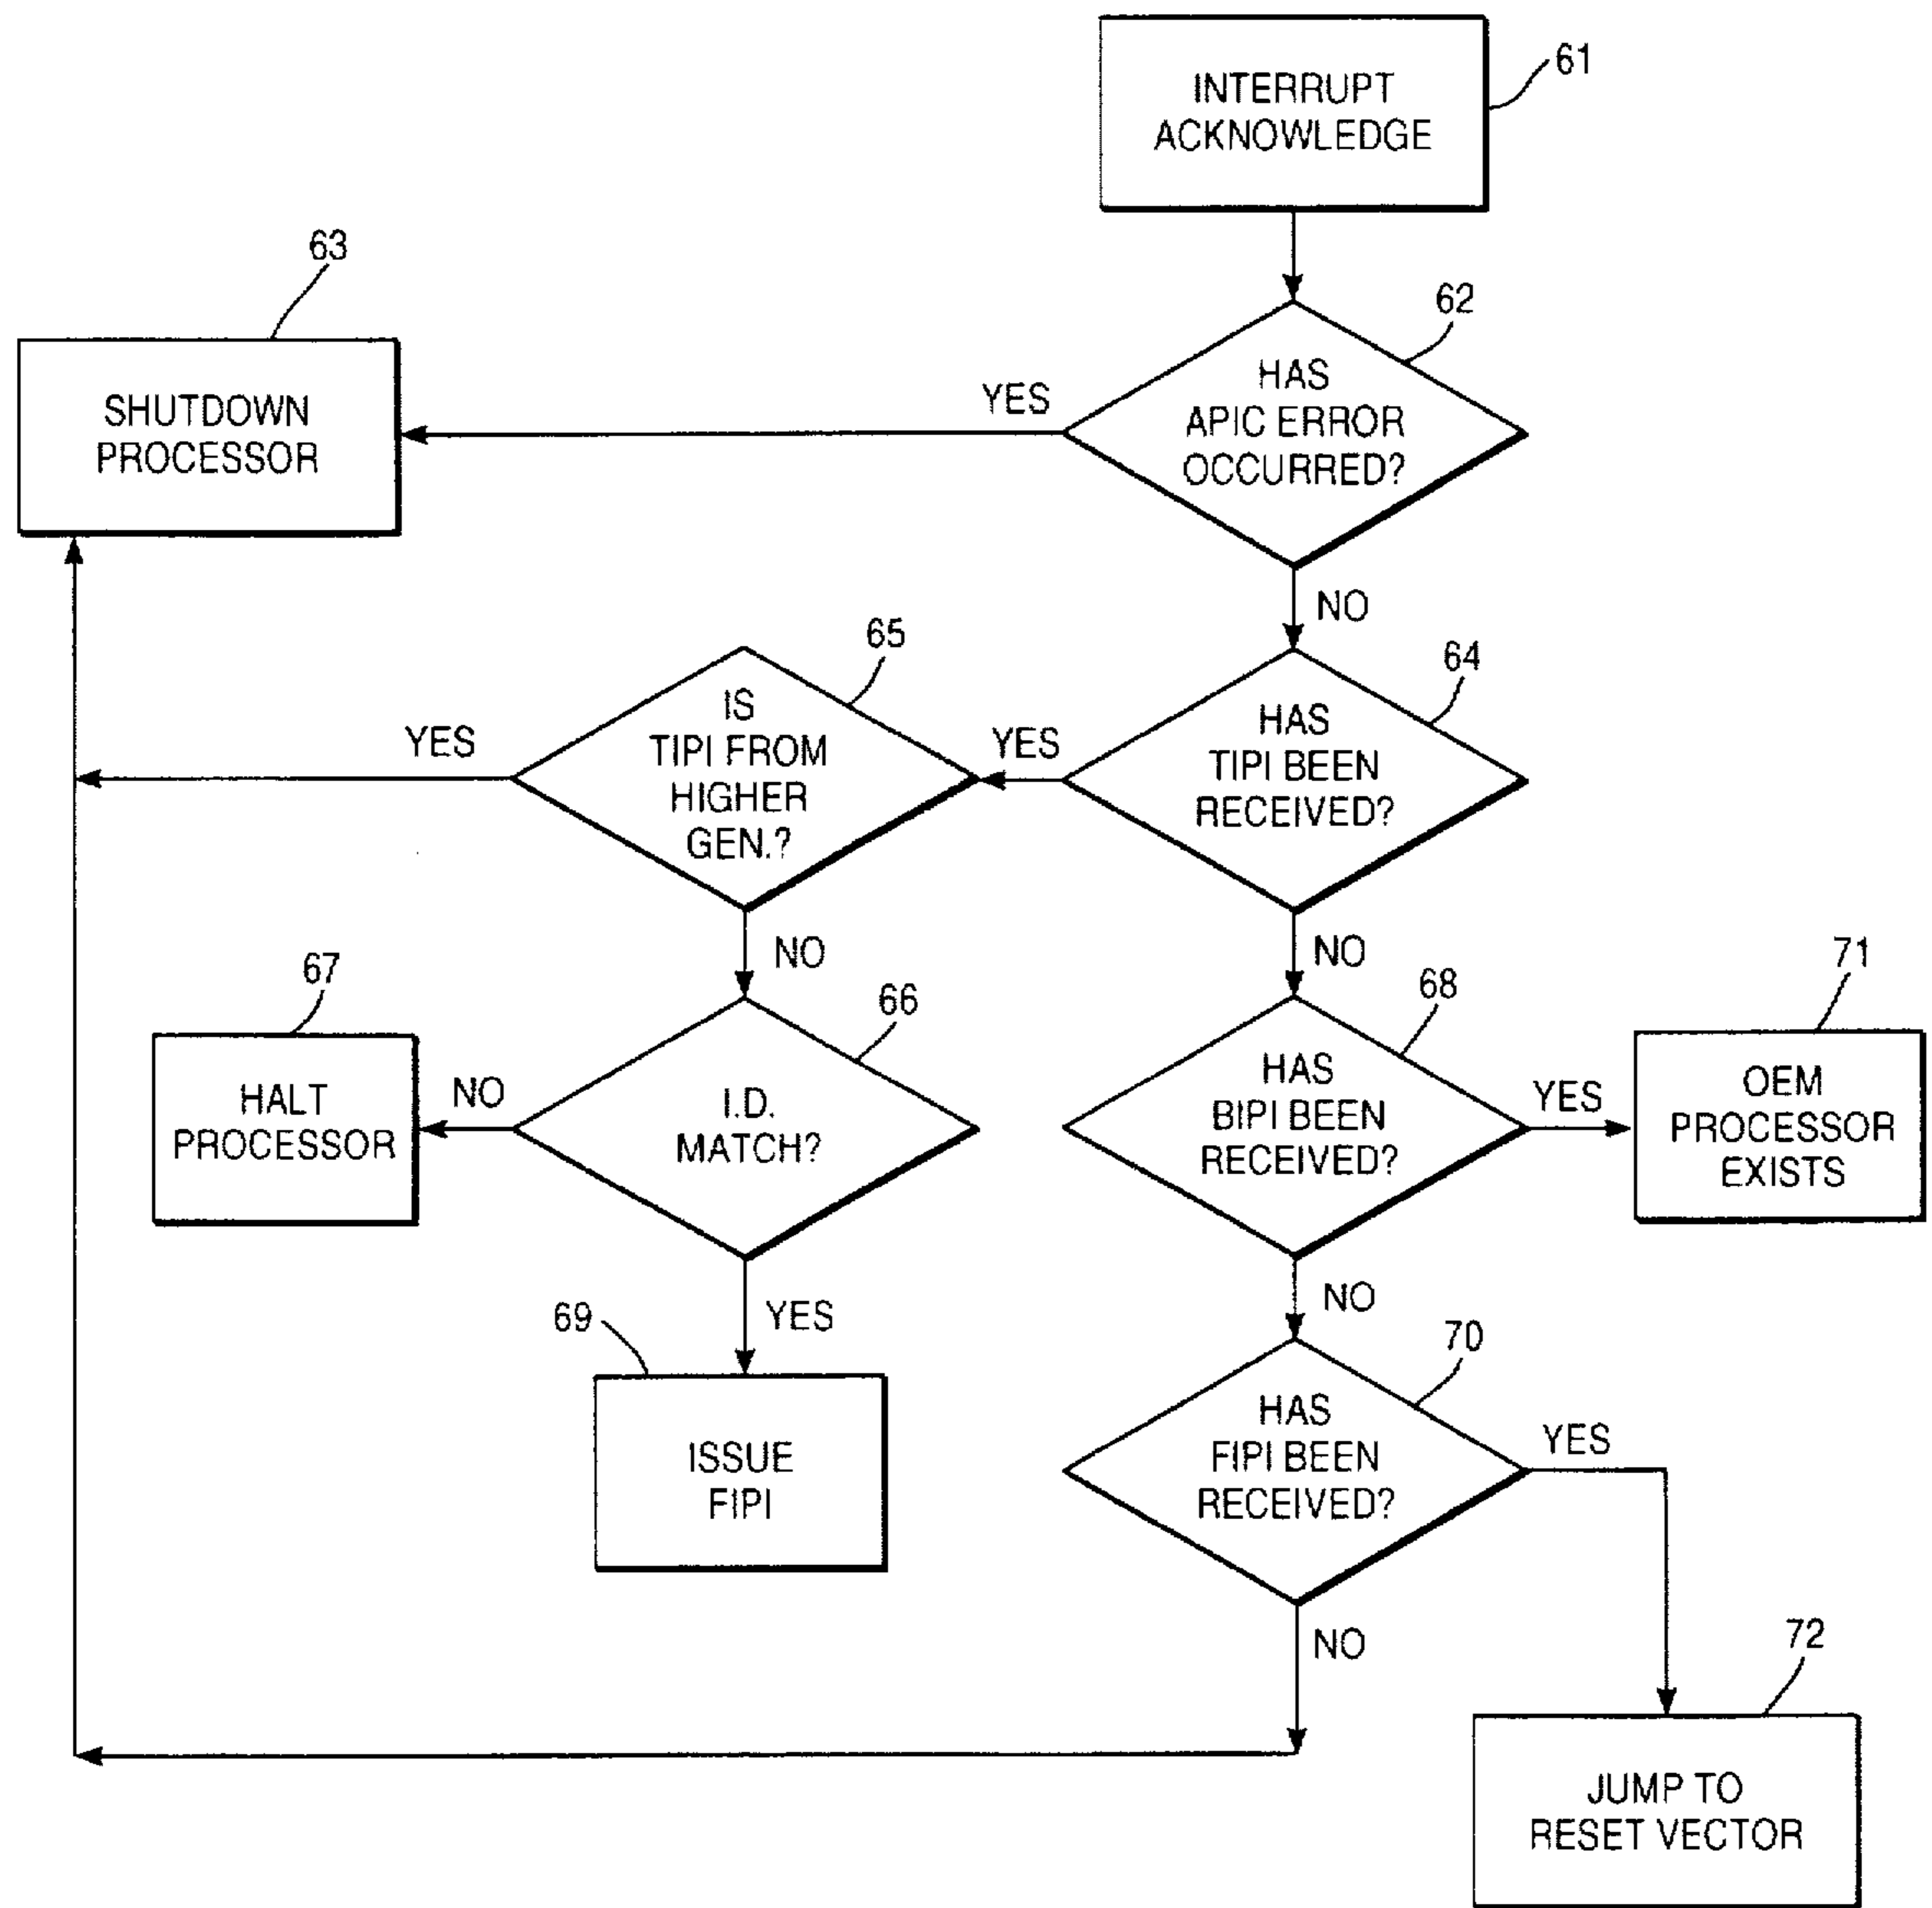 INTERRUPT
ACKNOWLEDGE
61
63
SHUTDOWN
PROCESSOR
62
YES
HAS
APIC ERROR
OCCURRED?
NO
65
64
YES
IS
TIPI FROM
HIGHER
GEN.?
YES
HAS
TIPI BEEN
RECEIVED?
NO
NO
67
66
68
71
HALT
PROCESSOR
NO
I.D.
MATCH?
HAS
BIPI BEEN
RECEIVED?
YES
OEM
PROCESSOR
EXISTS
YES
NO
69
70
ISSUE
FIPI
HAS
FIPI BEEN
RECEIVED?
YES
NO
72
JUMP TO
RESET VECTOR